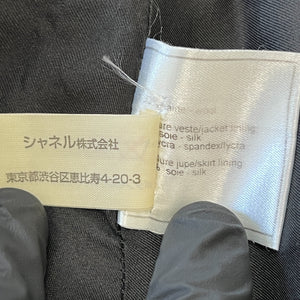 シャネル株式会社
東京都渋谷区恵比寿4-20-3
ure veste/jacket lining
soie - silk
ycra - spandex/lycra
ure jupe/skirt lining
soie - silk